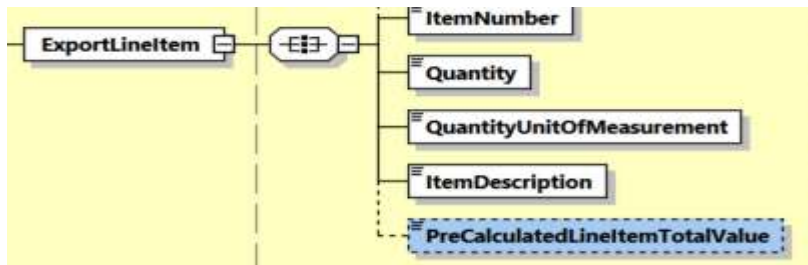 ItemNumber
ExportLineItem
Quantity
QuantityUnitOfMeasurement
ItemDescription
PreCalculatedLineItemTotalValue